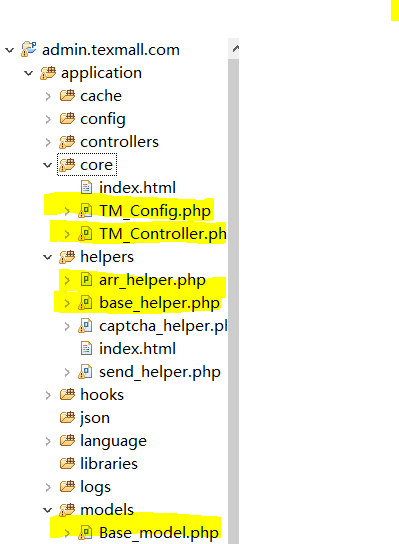 admin.texmall.com
application
cache
config
controllers
core
index.html
TM_Config.php
TM_Controller.ph
helpers
arr_helper.php
base_helper.php
captcha_helper.pl
index.html
send_helper.php
hooks
json
language
libraries
logs
models
Base_model.php